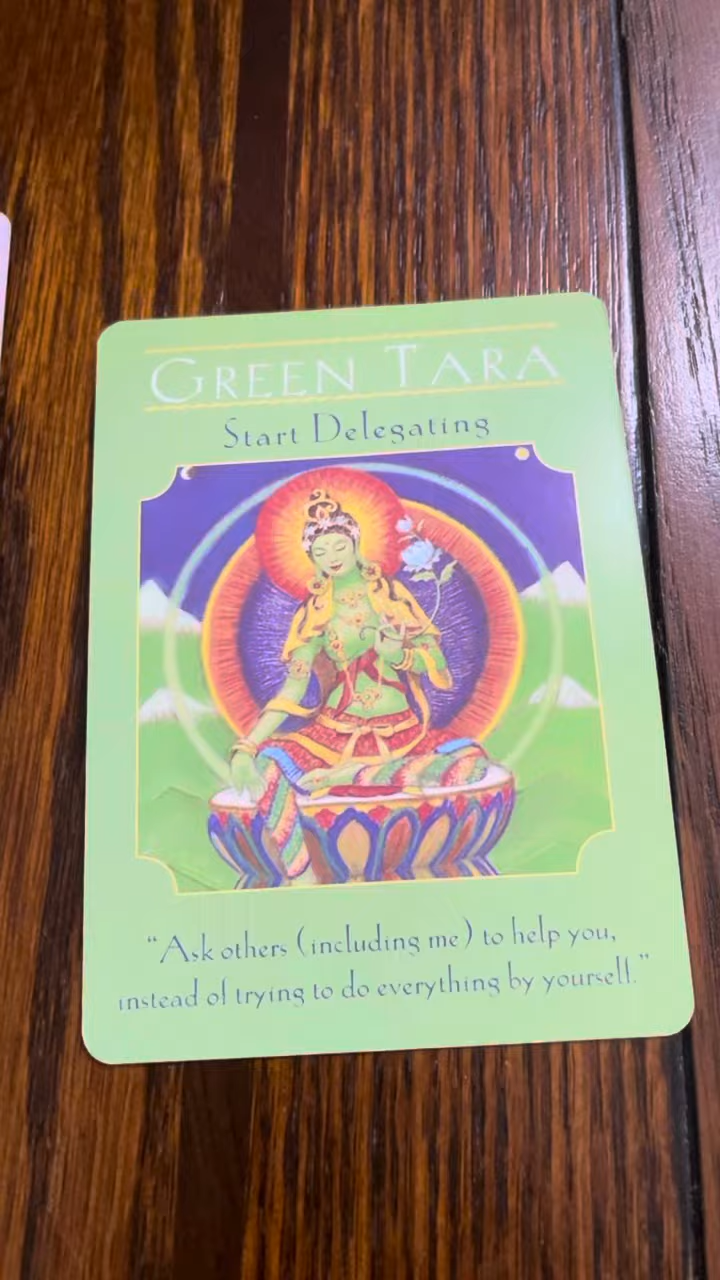 GREEN TARA
Start Delegating
“Ask others (including me) to help you,
instead of trying to do everything by yourself.”